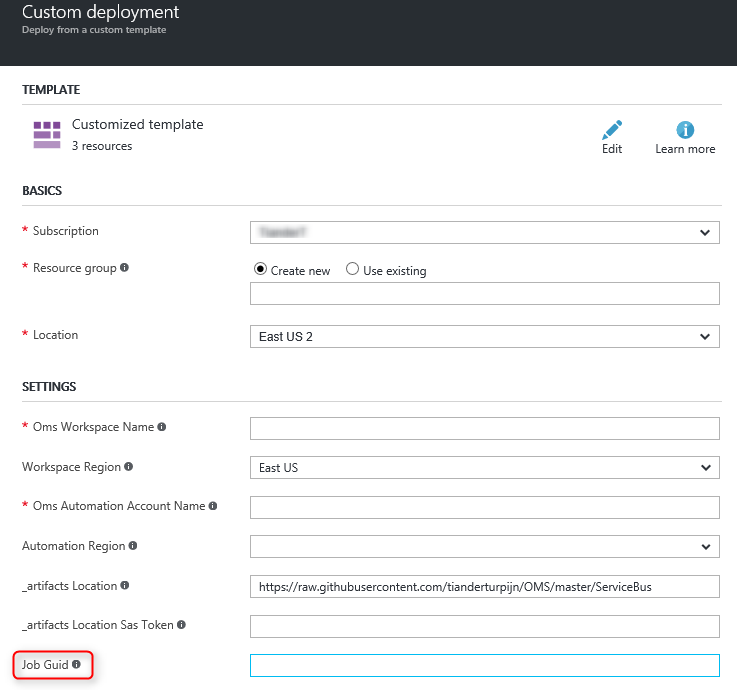 Custom deployment
Deploy from a custom template
TEMPLATE
Customized template
3 resources
Edit
Learn more
BASICS
* Subscription
* Resource group
Create new
Use existing
* Location
East US 2
SETTINGS
* Oms Workspace Name
Workspace Region
East US
* Oms Automation Account Name
Automation Region
_artifacts Location
https://raw.githubusercontent.com/tianderturpijn/OMS/master/ServiceBus
_artifacts Location Sas Token
Job Guid